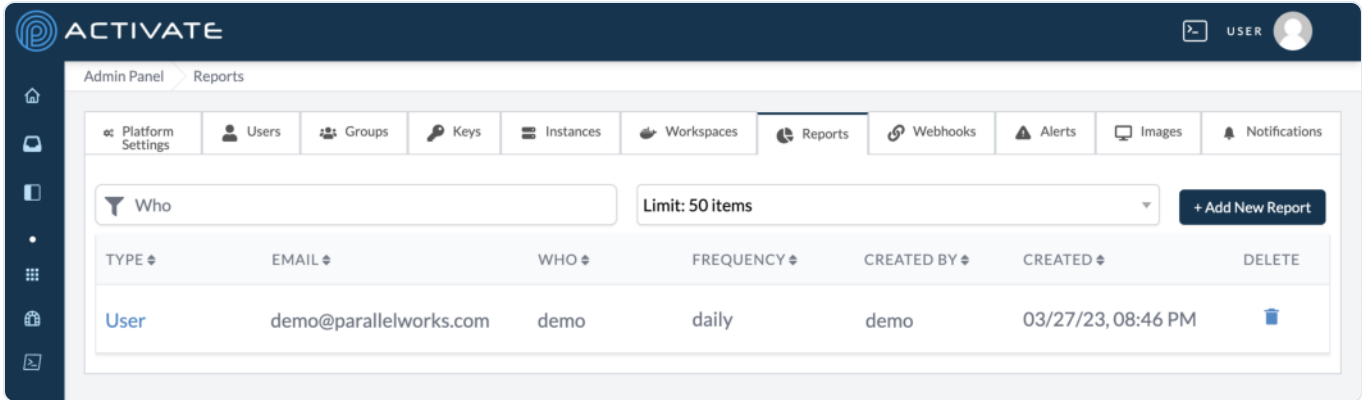 ACTIVATE
USER
Admin Panel Reports
Platform Settings Users Groups Keys Instances Workspaces Reports Webhooks Alerts Images Notifications
Who Limit: 50 items + Add New Report
TYPE EMAIL WHO FREQUENCY CREATED BY CREATED DELETE
User demo@parallelworks.com demo daily demo 03/27/23, 08:46 PM